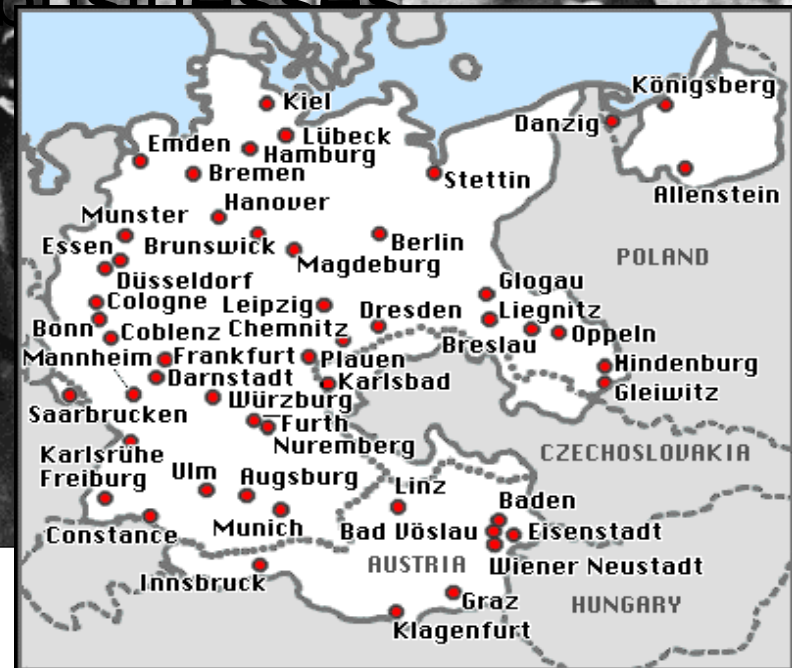 BUSINESSES
Königsberg
Kiel
Danzig
Lübeck
Emden
Hamburg
Bremen
Stettin
Allenstein
Hanover
Munster
Essen
Brunswick
Berlin
POLAND
Magdeburg
Düsseldorf
Glogau
Cologne
Leipzig
Dresden
Liegnitz
Bonn
Coblenz
Chemnitz
Breslau
Oppeln
Mannheim
Frankfurt
Plauen
Hindenburg
Darnstadt
Karlsbad
Gleiwitz
Saarbrucken
Würzburg
Furth
Nuremberg
Karlsrühe
CZECHOSLOVAKIA
Freiburg
Ulm
Augsburg
Linz
Baden
Constance
Munich
Bad Vöslau
Eisenstadt
AUSTRIA
Wiener Neustadt
Innsbruck
Graz
HUNGARY
Klagenfurt